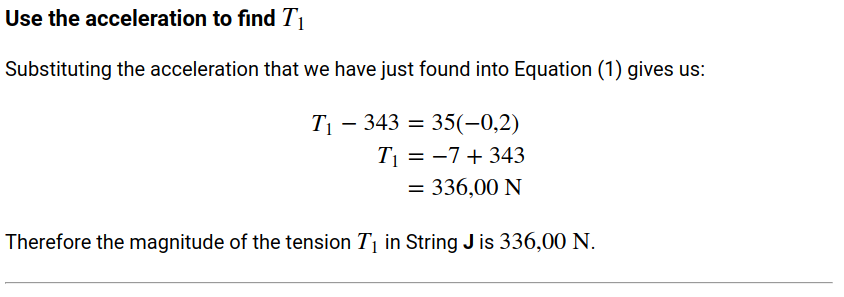 Use the acceleration to find T₁
Substituting the acceleration that we have just found into Equation (1) gives us:
T₁ − 343 = 35(−0,2)
T₁ = −7 + 343
= 336,00 N
Therefore the magnitude of the tension T₁ in String J is 336,00 N.